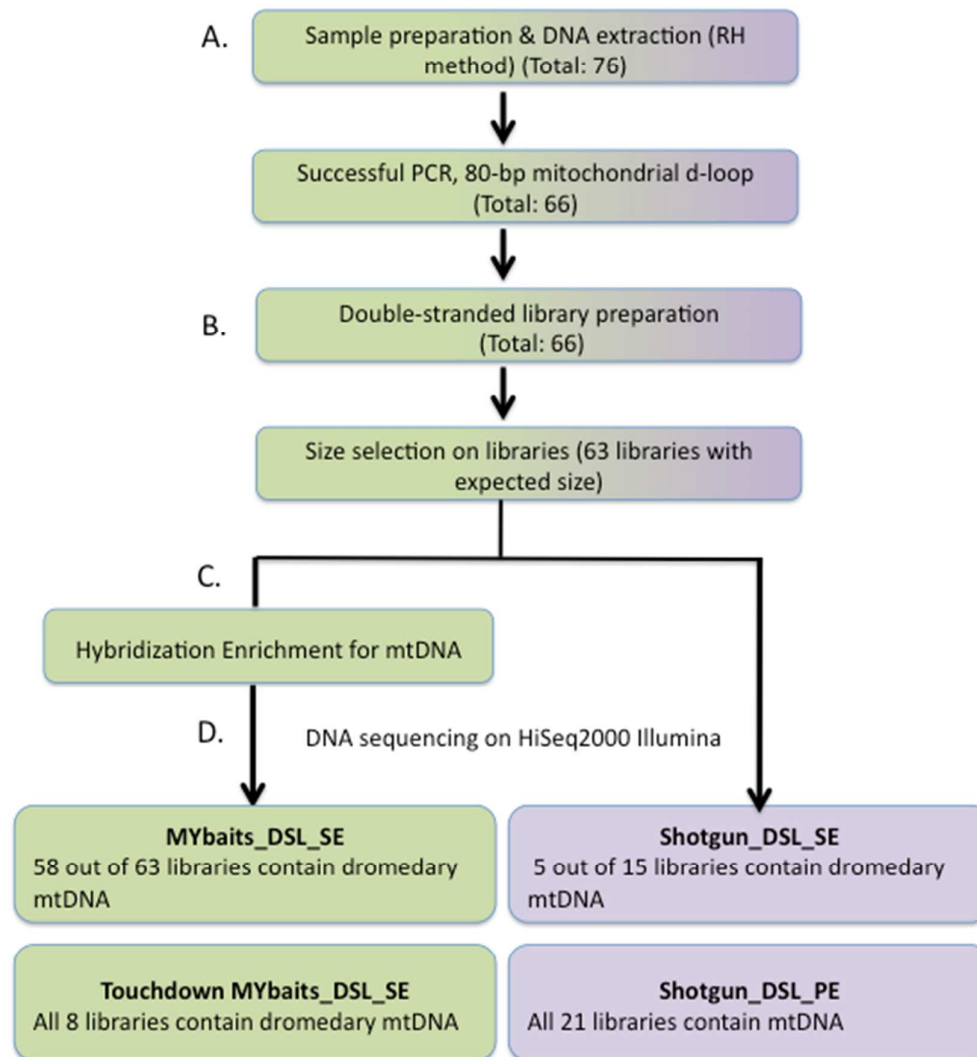 A.
Sample preparation & DNA extraction (RH
method) (Total: 76)
Successful PCR, 80-bp mitochondrial d-loop
(Total: 66)
B.
Double-stranded library preparation
(Total: 66)
Size selection on libraries (63 libraries with
expected size)
C.
Hybridization Enrichment for mtDNA
D.
DNA sequencing on HiSeq2000 Illumina
MYbaits_DSL_SE
58 out of 63 libraries contain dromedary
mtDNA
Shotgun_DSL_SE
5 out of 15 libraries contain dromedary
mtDNA
Touchdown MYbaits_DSL_SE
All 8 libraries contain dromedary mtDNA
Shotgun_DSL_PE
All 21 libraries contain mtDNA